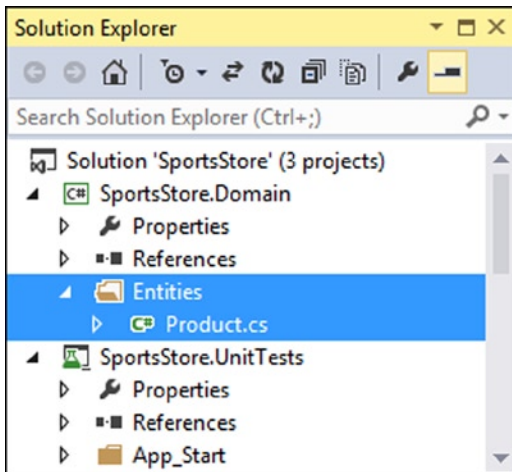 Solution Explorer
Search Solution Explorer (Ctrl+;)
Solution 'SportsStore' (3 projects)
C# SportsStore.Domain
Properties
References
Entities
C# Product.cs
SportsStore.UnitTests
Properties
References
App_Start